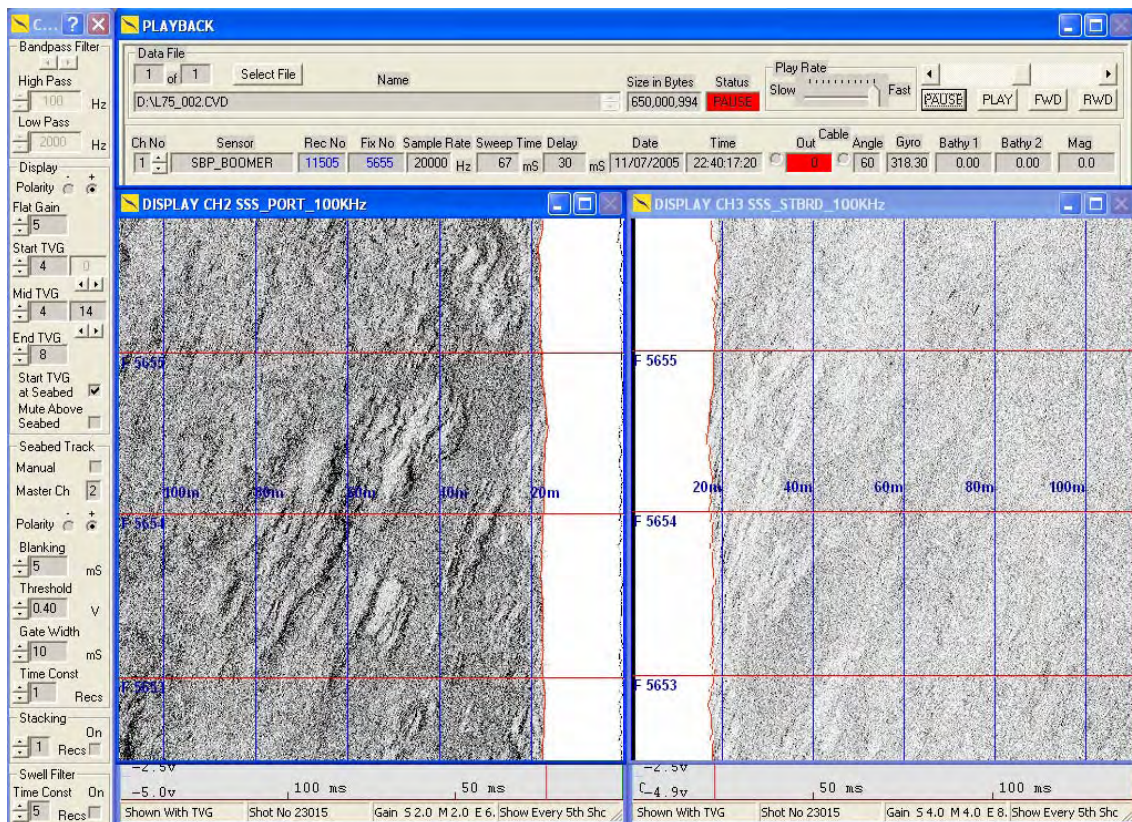 C... ?
Bandpass Filter
High Pass
100 Hz
Low Pass
2000 Hz
Display
Polarity - +
Flat Gain
5
Start TVG
4 0
Mid TVG
4 14
End TVG
8
Start TVG
at Seabed
Mute Above
Seabed
Seabed Track
Manual
Master Ch 2
Polarity - +
Blanking
5 mS
Threshold
0.40 V
Gate Width
10 mS
Time Const
1 Recs
Stacking
On
1 Recs
Swell Filter
Time Const On
5 Recs
PLAYBACK
Data File
1 of 1 Select File Name Size in Bytes Status
D:\L75_002.CVD 650,000,994 PAUSE
Play Rate
Slow Fast
PAUSE PLAY FWD RWD
Ch No Sensor Rec No Fix No Sample Rate Sweep Time Delay Date Time Cable Out Angle Gyro Bathy 1 Bathy 2 Mag
1 SBP_BOOMER 11505 5655 20000 Hz 67 mS 30 mS 11/07/2005 22:40:17:20 0 60 318.30 0.00 0.00 0.0
DISPLAY CH2 SSS_PORT_100KHz
F 5655
100m 80m 60m 40m 20m
F 5654
F 5653
-2.5v
-5.0v 100 ms 50 ms
Shown With TVG Shot No 23015 Gain S 2.0 M 2.0 E 6. Show Every 5th Shc
DISPLAY CH3 SSS_STBRD_100KHz
F 5655
20m 40m 60m 80m 100m
F 5654
F 5653
-2.5v
C -4.9v 50 ms 100 ms
Shown With TVG Shot No 23015 Gain S 4.0 M 4.0 E 8. Show Every 5th Shc